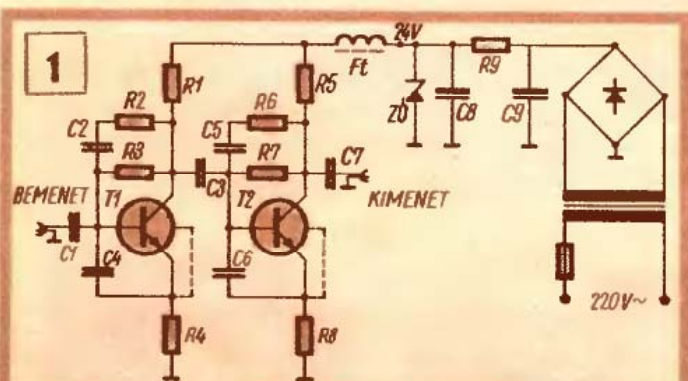 1
24V
Ft
R1
R5
R9
R2
R6
ZD
C8
C9
C2
C5
R3
R7
C7
C3
BEMENET
T1
T2
KIMENET
C1
C4
C6
220V~
R4
R8